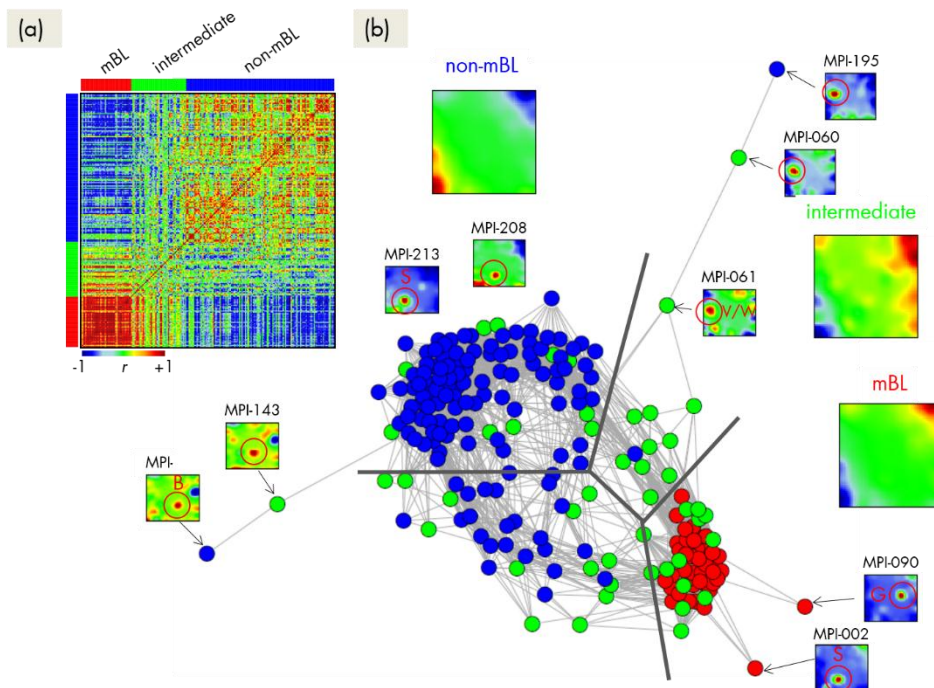 (a)
mBL
intermediate
non-mBL
-1 r +1
(b)
non-mBL
MPI-195
MPI-060
intermediate
MPI-208
MPI-213
S
MPI-061
V/W
mBL
MPI-143
MPI-
B
MPI-090
G
MPI-002
S